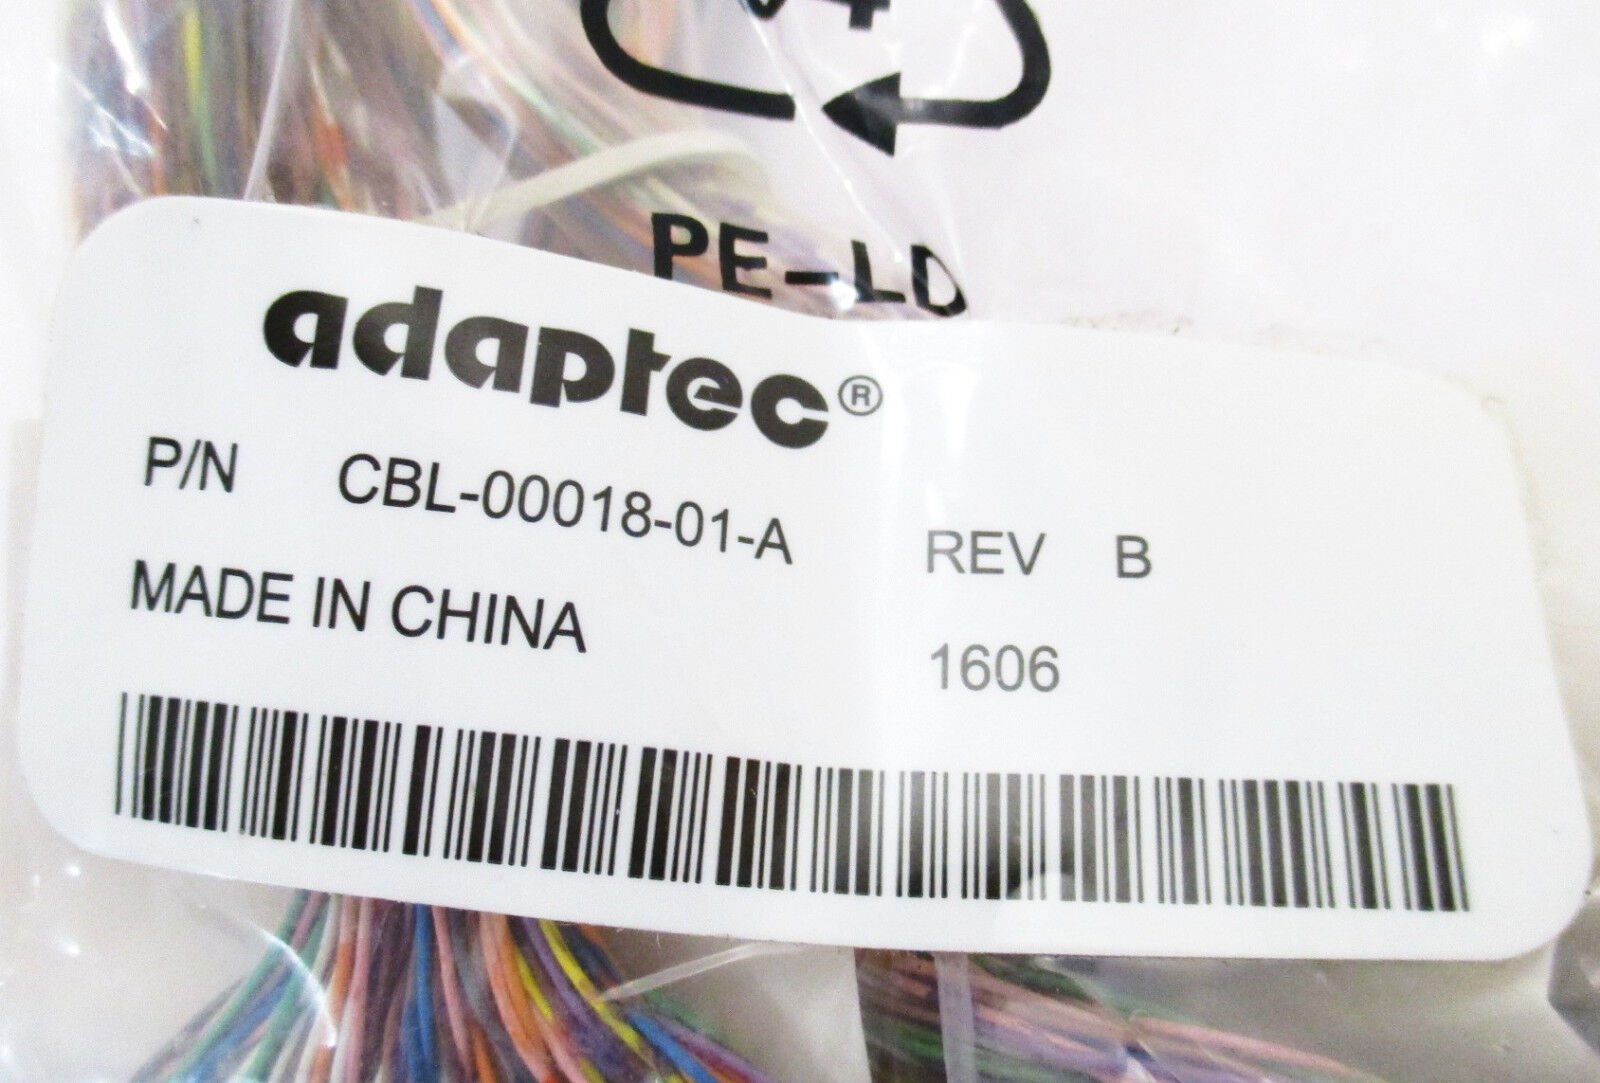 PE-LD
adaptec®
P/N CBL-00018-01-A REV B
MADE IN CHINA 1606